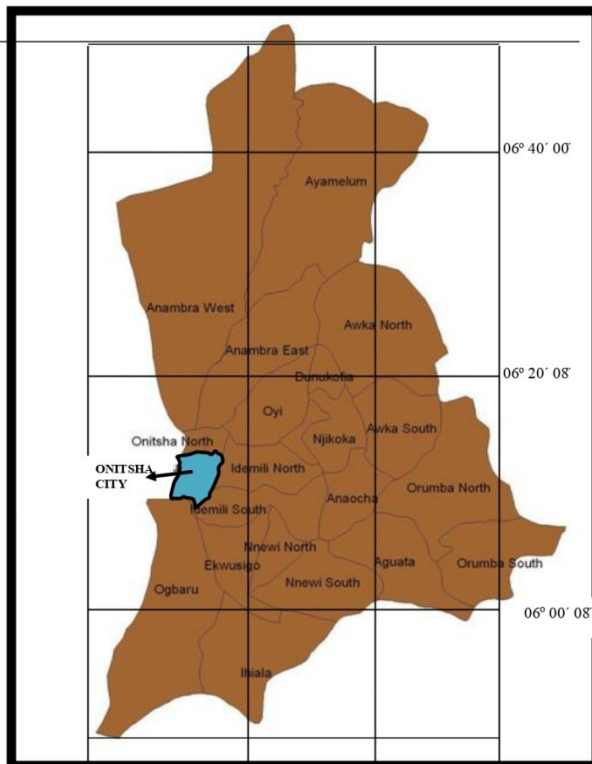 06° 40′ 00′
Ayamelum
Anambra West
Awka North
Anambra East
06° 20′ 08′
Dunukofia
Oyi
Awka South
Onitsha North
Njikoka
ONITSHA
CITY
Idemili North
Orumba North
Anaocha
Idemili South
Nnewi North
Ekwusigo
Aguata
Orumba South
Nnewi South
Ogbaru
06° 00′ 08′
Ihiala